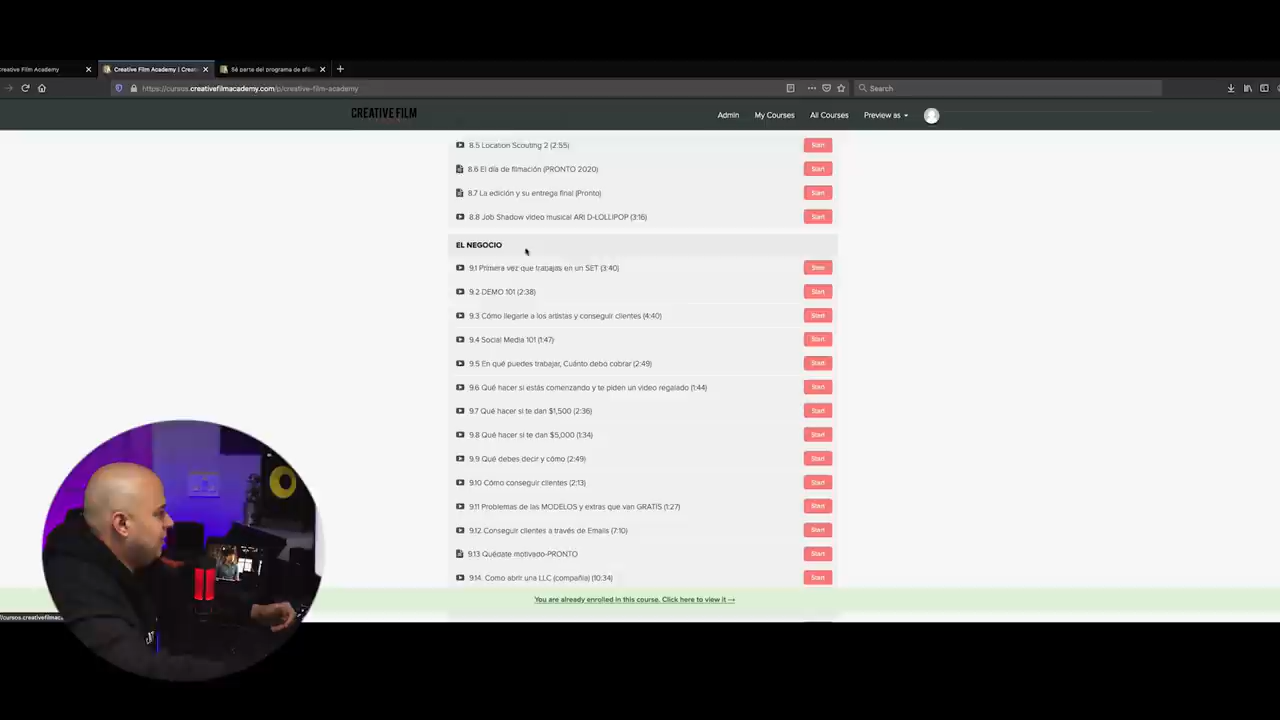 Creative Film Academy
Creative Film Academy | Creat
Sé parte del programa de afili
https://cursos.creativefilmacademy.com/p/creative-film-academy
Search
CREATIVE FILM
Admin
My Courses
All Courses
Preview as
8.5 Location Scouting 2 (2:55)
Start
8.6 El día de filmación (PRONTO 2020)
Start
8.7 La edición y su entrega final (Pronto)
Start
8.8 Job Shadow video musical ARI D-LOLLIPOP (3:16)
Start
EL NEGOCIO
9.1 Primera vez que trabajas en un SET (3:40)
Start
9.2 DEMO 101 (2:38)
Start
9.3 Cómo llegarle a los artistas y conseguir clientes (4:40)
Start
9.4 Social Media 101 (1:47)
Start
9.5 En qué puedes trabajar, Cuánto debo cobrar (2:49)
Start
9.6 Qué hacer si estás comenzando y te piden un video regalado (1:44)
Start
9.7 Qué hacer si te dan $1,500 (2:36)
Start
9.8 Qué hacer si te dan $5,000 (1:34)
Start
9.9 Qué debes decir y cómo (2:49)
Start
9.10 Cómo conseguir clientes (2:13)
Start
9.11 Problemas de las MODELOS y extras que van GRATIS (1:27)
Start
9.12 Conseguir clientes a través de Emails (7:10)
Start
9.13 Quédate motivado-PRONTO
Start
9.14. Como abrir una LLC (compañía) (10:34)
Start
You are already enrolled in this course. Click here to view it →
//cursos.creativefilmaca